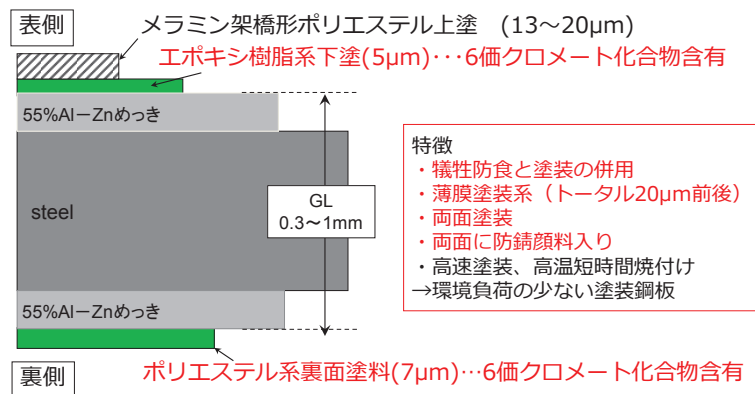 表側
メラミン架橋形ポリエステル上塗 (13～20μm)
エポキシ樹脂系下塗(5μm)･･･6価クロメート化合物含有
55%Al－Znめっき
steel
GL
0.3～1mm
55%Al－Znめっき
特徴
・犠牲防食と塗装の併用
・薄膜塗装系（トータル20μm前後）
・両面塗装
・両面に防錆顔料入り
・高速塗装、高温短時間焼付け
→環境負荷の少ない塗装鋼板
裏側
ポリエステル系裏面塗料(7μm)…6価クロメート化合物含有